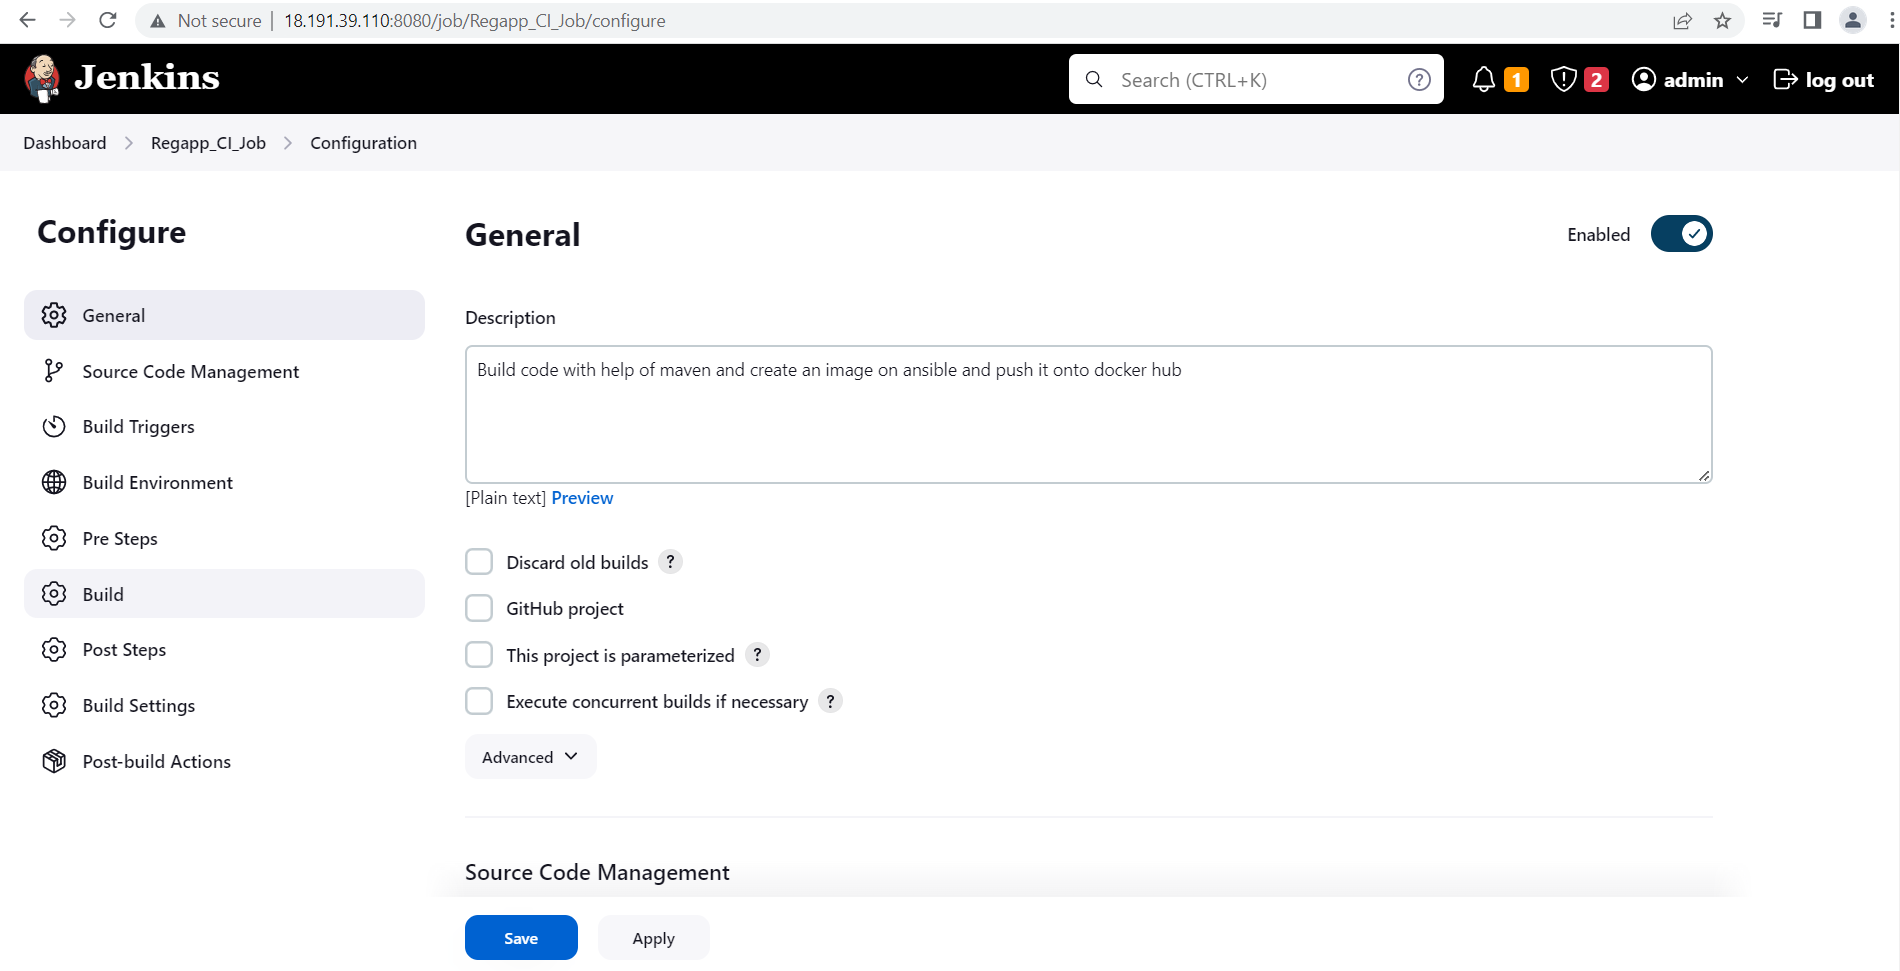 Not secure | 18.191.39.110:8080/job/Regapp_CI_Job/configure
Jenkins Search (CTRL+K) ? 1 2 admin log out
Dashboard > Regapp_CI_Job > Configuration
Configure
General
Source Code Management
Build Triggers
Build Environment
Pre Steps
Build
Post Steps
Build Settings
Post-build Actions
General Enabled
Description
Build code with help of maven and create an image on ansible and push it onto docker hub
[Plain text] Preview
Discard old builds ?
GitHub project
This project is parameterized ?
Execute concurrent builds if necessary ?
Advanced
Source Code Management
Save Apply